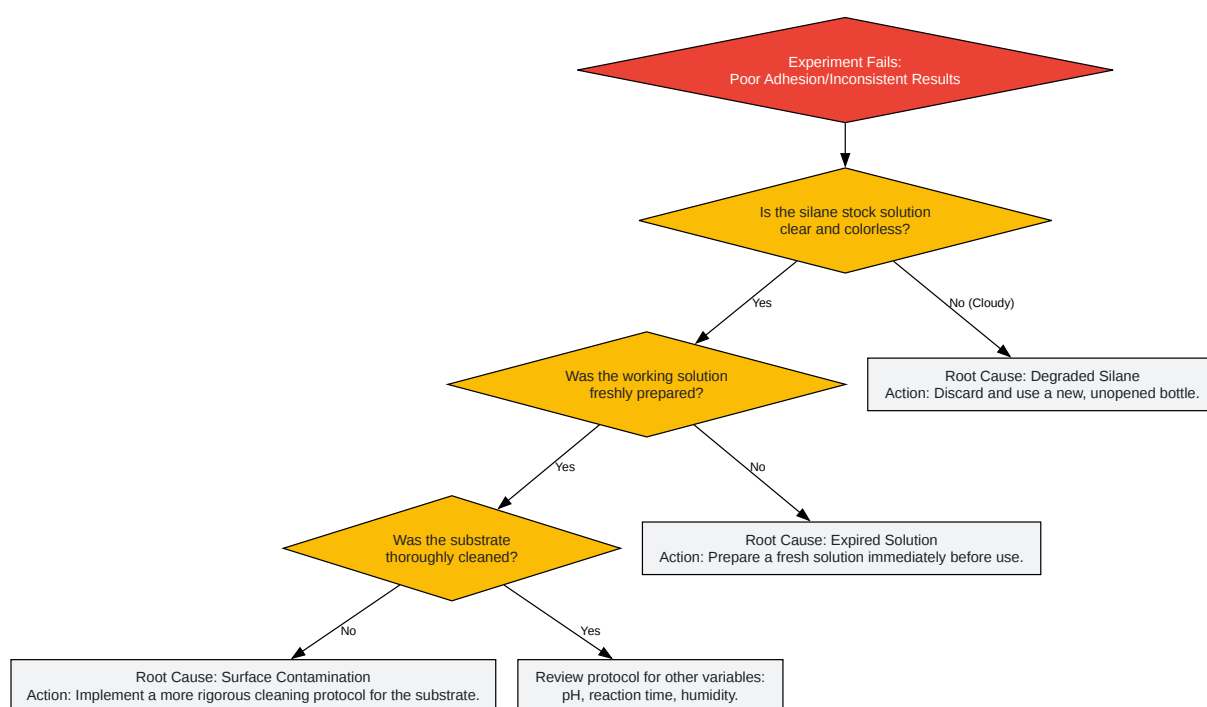 Experiment Fails:
Poor Adhesion/Inconsistent Results
Is the silane stock solution
clear and colorless?
Yes
No (Cloudy)
Was the working solution
freshly prepared?
Root Cause: Degraded Silane
Action: Discard and use a new, unopened bottle.
Yes
No
Was the substrate
thoroughly cleaned?
Root Cause: Expired Solution
Action: Prepare a fresh solution immediately before use.
No
Yes
Root Cause: Surface Contamination
Action: Implement a more rigorous cleaning protocol for the substrate.
Review protocol for other variables:
pH, reaction time, humidity.